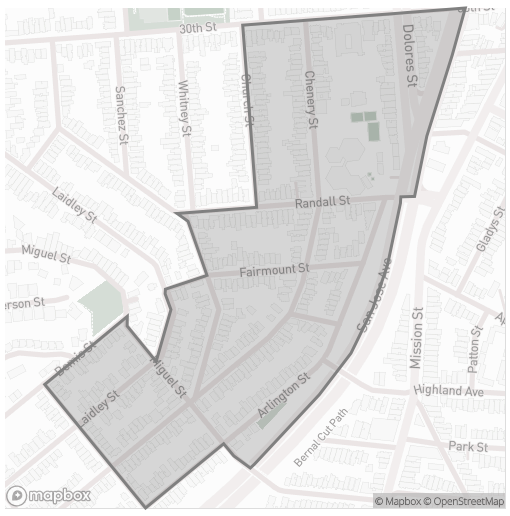 30th St
30th St
Dolores St
Chenery St
Church St
Whitney St
Sanchez St
Laidley St
Randall St
Gladys St
Miguel St
Fairmount St
San Jose Ave
Mission St
Patton St
erson St
Ap
Bemis St
Miguel St
Laidley St
Arlington St
Highland Ave
Bernal Cut Path
Park St
mapbox
© Mapbox © OpenStreetMap